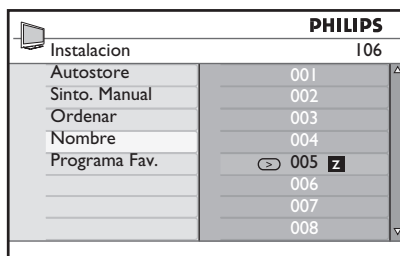 PHILIPS
Instalacion 106
Autostore 001
Sinto. Manual 002
Ordenar 003
Nombre 004
Programa Fav. > 005 z
006
007
008